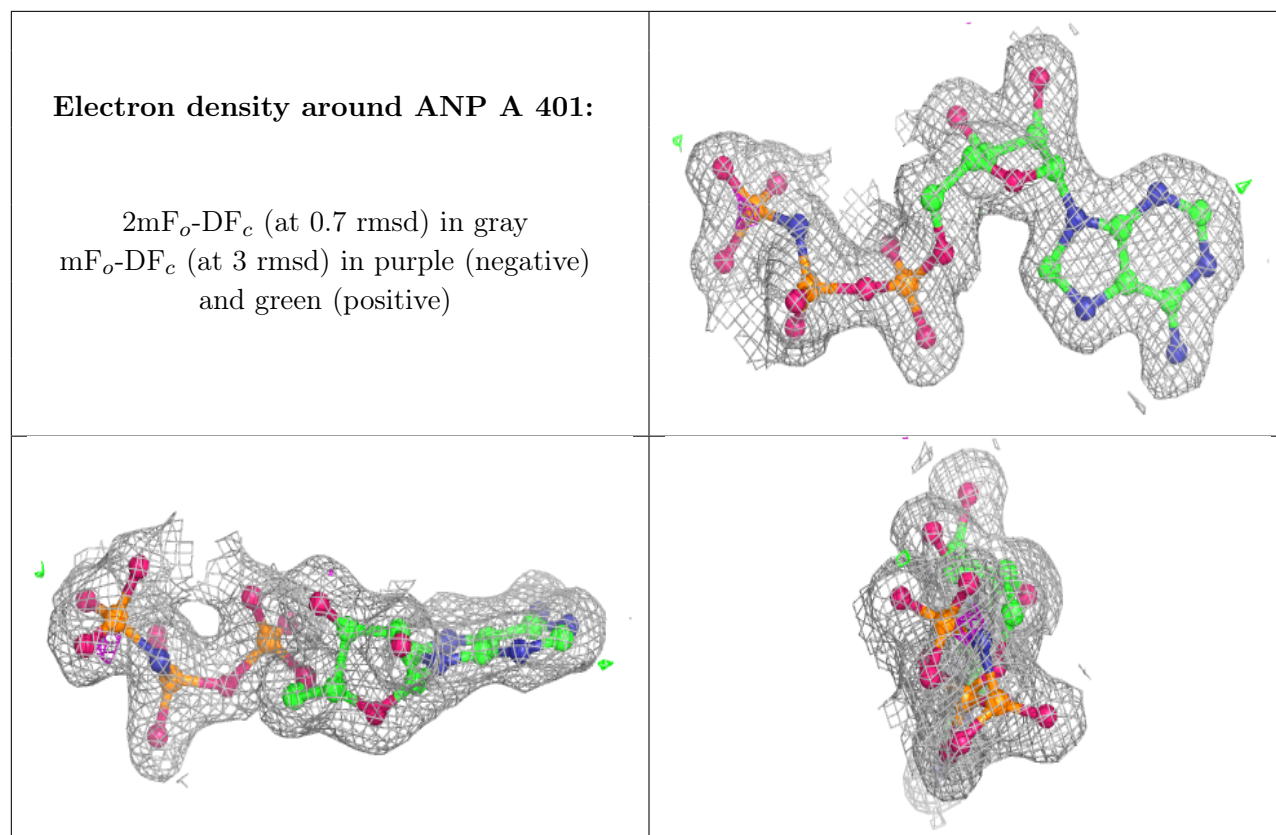 Electron density around ANP A 401:
2mFₒ-DF𝒸 (at 0.7 rmsd) in gray
mFₒ-DF𝒸 (at 3 rmsd) in purple (negative)
and green (positive)